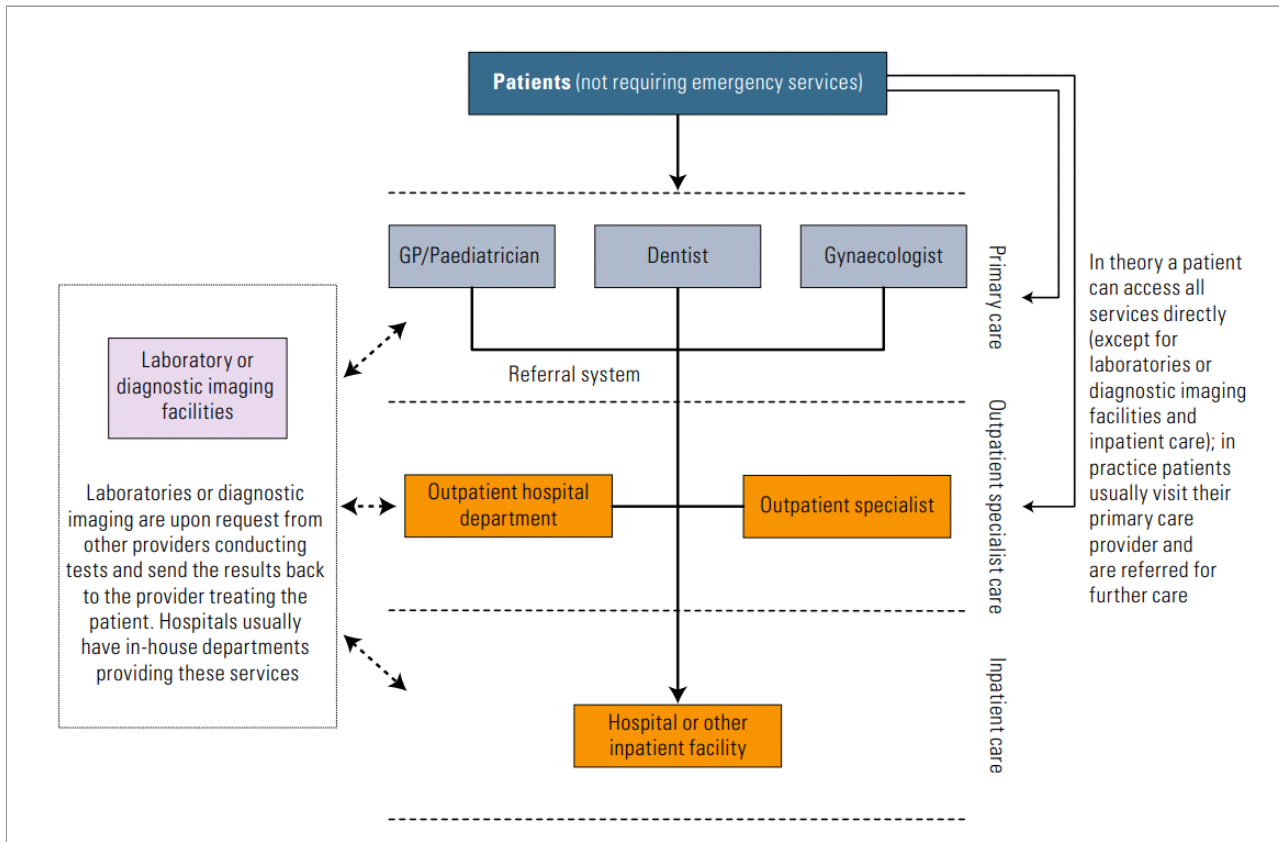 Patients (not requiring emergency services)
GP/Paediatrician
Dentist
Gynaecologist
Primary care
Referral system
Laboratory or
diagnostic imaging
facilities
Laboratories or diagnostic
imaging are upon request from
other providers conducting
tests and send the results back
to the provider treating the
patient. Hospitals usually
have in-house departments
providing these services
Outpatient hospital
department
Outpatient specialist
Outpatient specialist care
Hospital or other
inpatient facility
Inpatient care
In theory a patient
can access all
services directly
(except for
laboratories or
diagnostic imaging
facilities and
inpatient care); in
practice patients
usually visit their
primary care
provider and
are referred for
further care